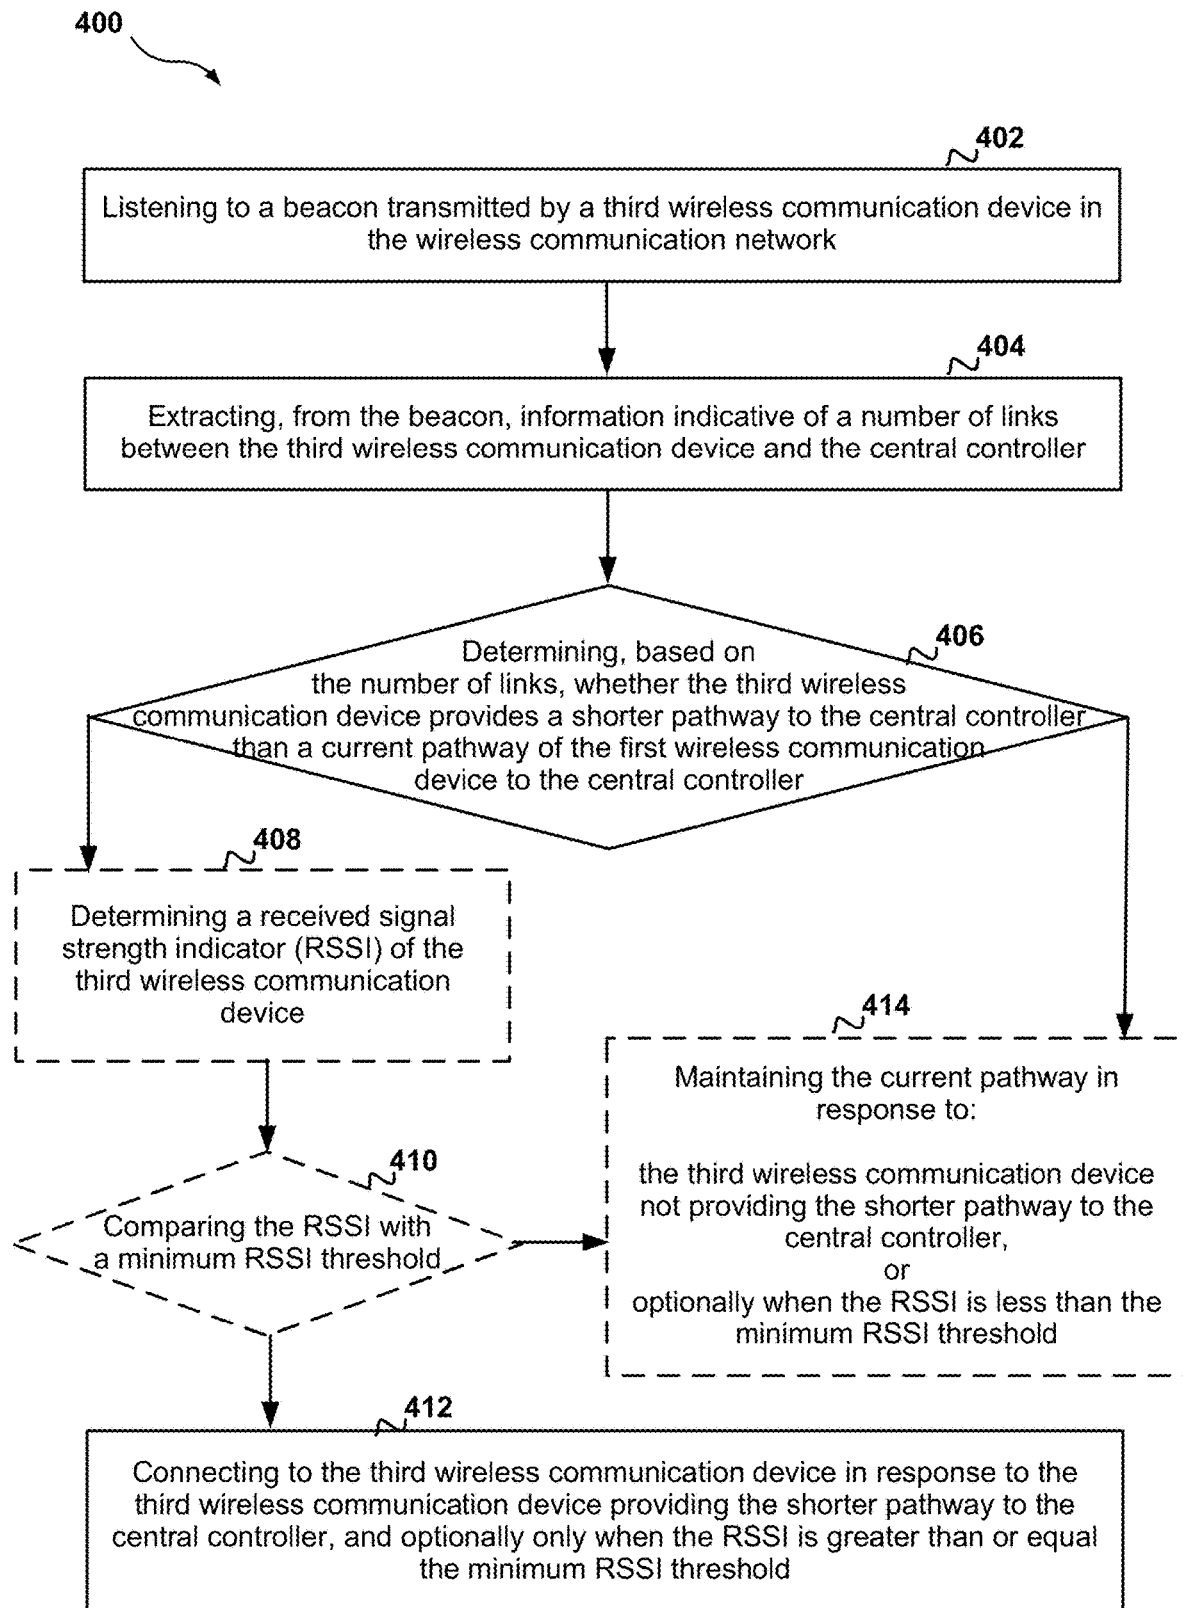 400
402
Listening to a beacon transmitted by a third wireless communication device in
the wireless communication network
404
Extracting, from the beacon, information indicative of a number of links
between the third wireless communication device and the central controller
406
Determining, based on
the number of links, whether the third wireless
communication device provides a shorter pathway to the central controller
than a current pathway of the first wireless communication
device to the central controller
408
Determining a received signal
strength indicator (RSSI) of the
third wireless communication
device
414
Maintaining the current pathway in
response to:
the third wireless communication device
not providing the shorter pathway to the
central controller,
or
optionally when the RSSI is less than the
minimum RSSI threshold
410
Comparing the RSSI with
a minimum RSSI threshold
412
Connecting to the third wireless communication device in response to the
third wireless communication device providing the shorter pathway to the
central controller, and optionally only when the RSSI is greater than or equal
the minimum RSSI threshold